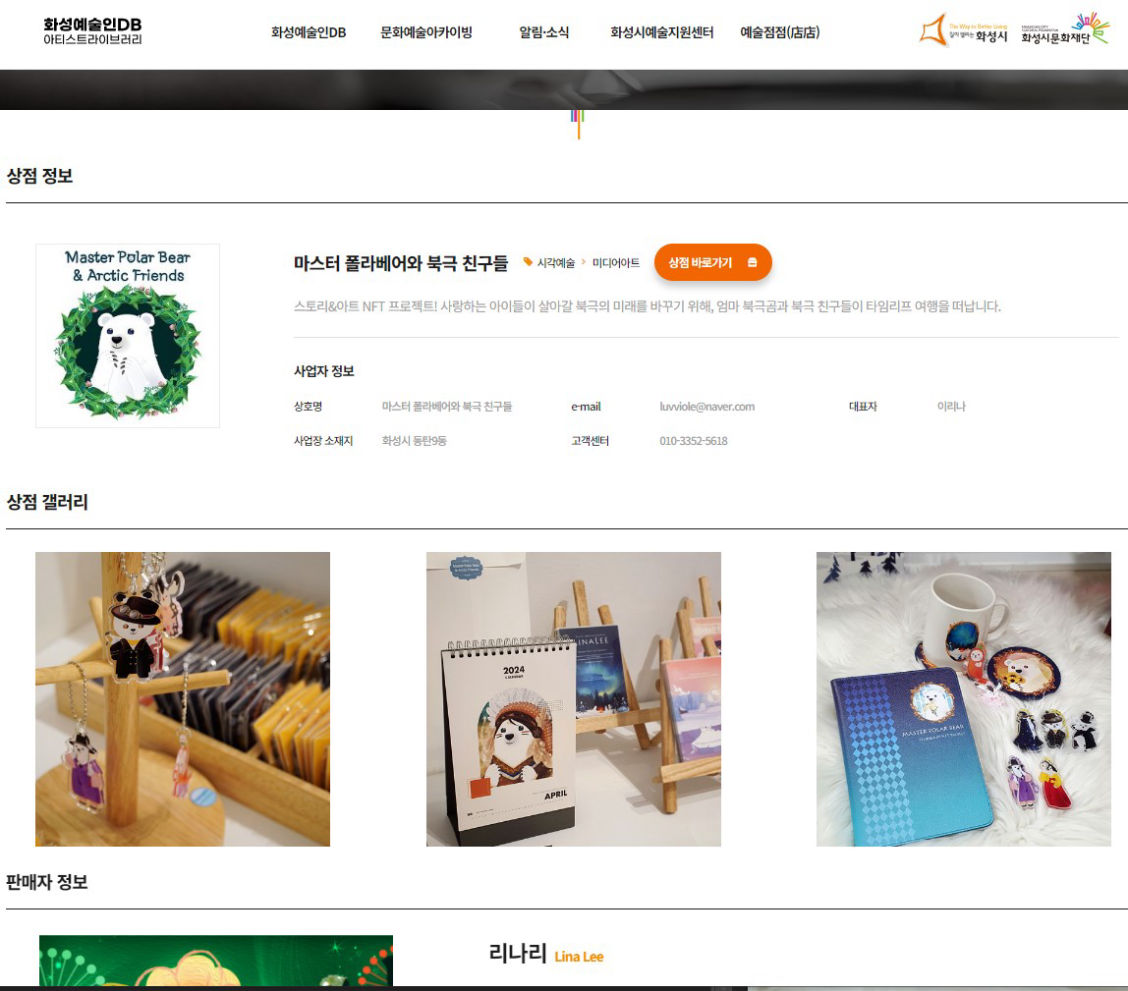 화성예술인DB
아티스트라이브러리
화성예술인DB 문화예술아카이빙 알림·소식 화성시예술지원센터 예술점점(店店)
The Way to Better Living
화성시 화성시문화재단
상점 정보
Master Polar Bear
& Arctic Friends
마스터 폴라베어와 북극 친구들 시각예술 > 미디어아트 상점 바로가기
스토리&아트 NFT 프로젝트! 사랑하는 아이들이 살아갈 북극의 미래를 바꾸기 위해, 엄마 북극곰과 북극 친구들이 타임리프 여행을 떠납니다.
사업자 정보
상호명 마스터 폴라베어와 북극 친구들 e-mail luvviole@naver.com 대표자 이리나
사업장 소재지 화성시 동탄9동 고객센터 010-3352-5618
상점 갤러리
2024
APRIL
LINALEE
MASTER POLAR BEAR
판매자 정보
리나리 Lina Lee